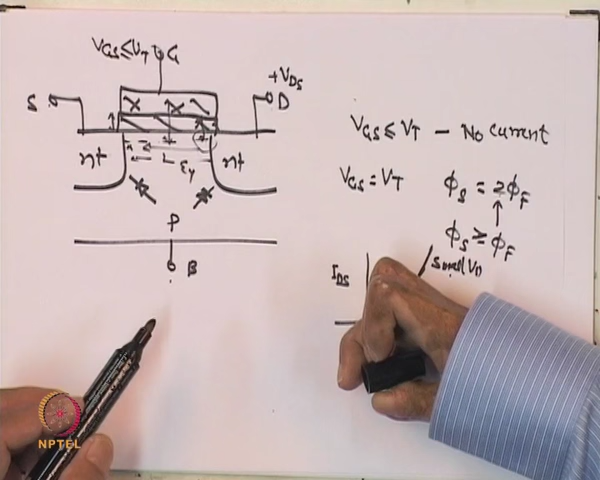 VGS≤VT G
S
+VDS
D
n+ L n+
Ey
P
B
VGS ≤ VT – No current
VGS = VT φS = 2φF
φS ≥ φF
small VD
IDS
NPTEL